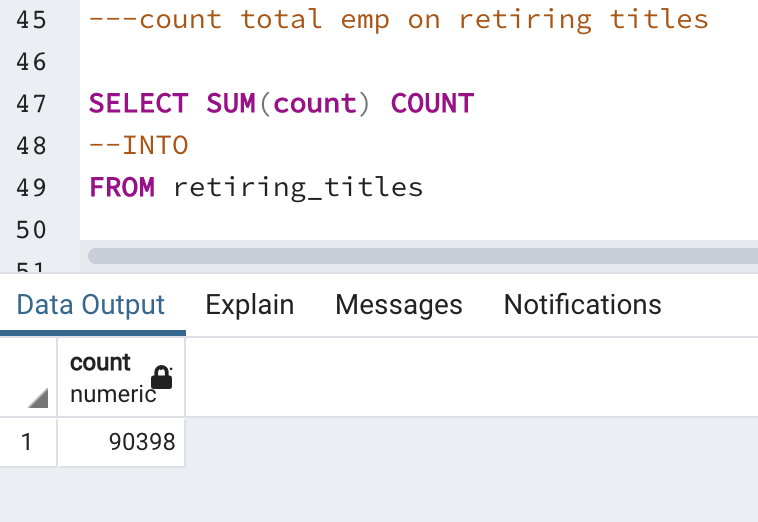 45 ---count total emp on retiring titles
46
47 SELECT SUM(count) COUNT
48 --INTO
49 FROM retiring_titles
50
51
Data Output Explain Messages Notifications
count
numeric
1 90398